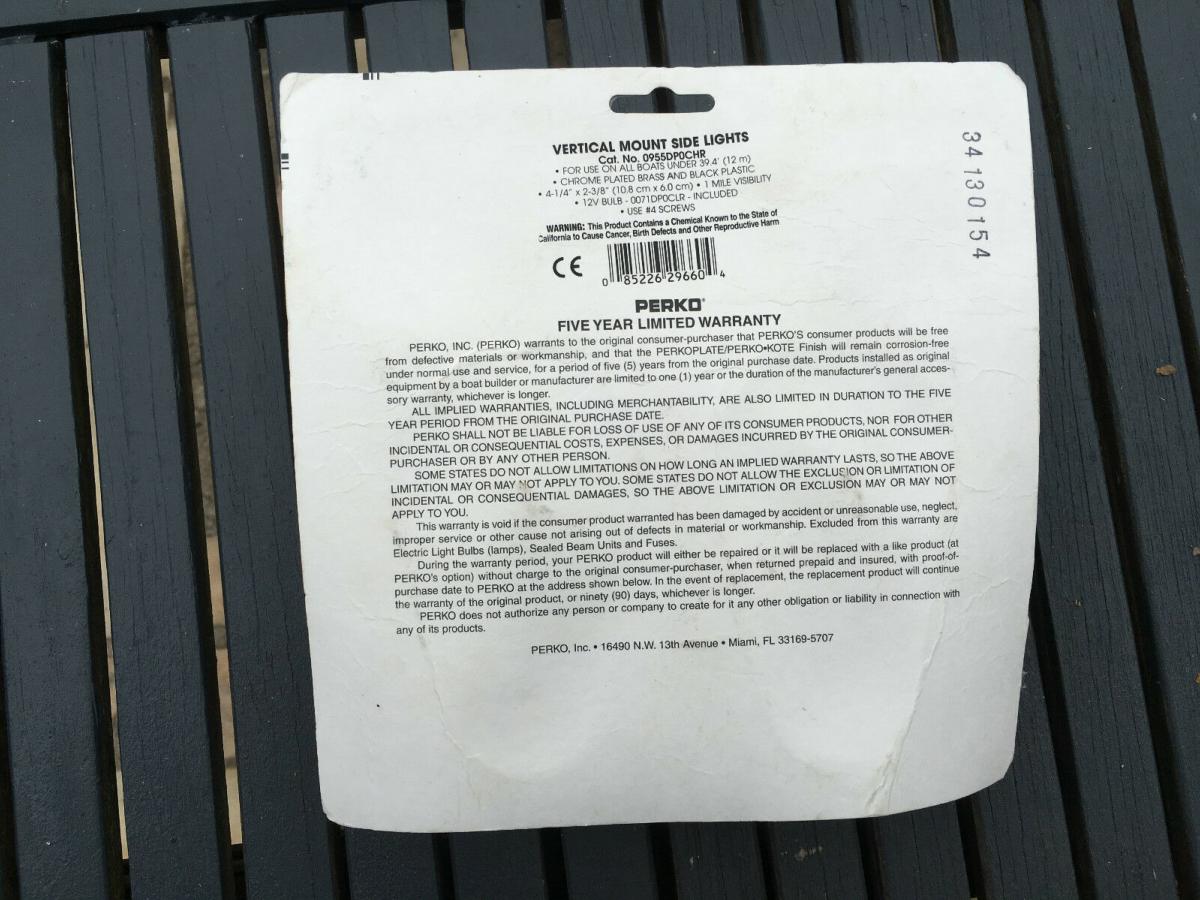 VERTICAL MOUNT SIDE LIGHTS
Cat. No. 0955DP0CHR
• FOR USE ON ALL BOATS UNDER 39.4' (12 m)
• CHROME PLATED BRASS AND BLACK PLASTIC
• 4-1/4" x 2-3/8" (10.8 cm x 6.0 cm) • 1 MILE VISIBILITY
• 12V BULB - 0071DP0CLR - INCLUDED
• USE #4 SCREWS
WARNING: This Product Contains a Chemical Known to the State of
California to Cause Cancer, Birth Defects and Other Reproductive Harm
CE
0 85226 29660 4
34130154
PERKO®
FIVE YEAR LIMITED WARRANTY
PERKO, INC. (PERKO) warrants to the original consumer-purchaser that PERKO'S consumer products will be free
from defective materials or workmanship, and that the PERKOPLATE/PERKO•KOTE Finish will remain corrosion-free
under normal use and service, for a period of five (5) years from the original purchase date. Products installed as original
equipment by a boat builder or manufacturer are limited to one (1) year or the duration of the manufacturer's general acces-
sory warranty, whichever is longer.
ALL IMPLIED WARRANTIES, INCLUDING MERCHANTABILITY, ARE ALSO LIMITED IN DURATION TO THE FIVE
YEAR PERIOD FROM THE ORIGINAL PURCHASE DATE.
PERKO SHALL NOT BE LIABLE FOR LOSS OF USE OF ANY OF ITS CONSUMER PRODUCTS, NOR FOR OTHER
INCIDENTAL OR CONSEQUENTIAL COSTS, EXPENSES, OR DAMAGES INCURRED BY THE ORIGINAL CONSUMER-
PURCHASER OR BY ANY OTHER PERSON.
SOME STATES DO NOT ALLOW LIMITATIONS ON HOW LONG AN IMPLIED WARRANTY LASTS, SO THE ABOVE
LIMITATION MAY OR MAY NOT APPLY TO YOU. SOME STATES DO NOT ALLOW THE EXCLUSION OR LIMITATION OF
INCIDENTAL OR CONSEQUENTIAL DAMAGES, SO THE ABOVE LIMITATION OR EXCLUSION MAY OR MAY NOT
APPLY TO YOU.
This warranty is void if the consumer product warranted has been damaged by accident or unreasonable use, neglect,
improper service or other cause not arising out of defects in material or workmanship. Excluded from this warranty are
Electric Light Bulbs (lamps), Sealed Beam Units and Fuses.
During the warranty period, your PERKO product will either be repaired or it will be replaced with a like product (at
PERKO's option) without charge to the original consumer-purchaser, when returned prepaid and insured, with proof-of-
purchase date to PERKO at the address shown below. In the event of replacement, the replacement product will continue
the warranty of the original product, or ninety (90) days, whichever is longer.
PERKO does not authorize any person or company to create for it any other obligation or liability in connection with
any of its products.
PERKO, Inc. • 16490 N.W. 13th Avenue • Miami, FL 33169-5707